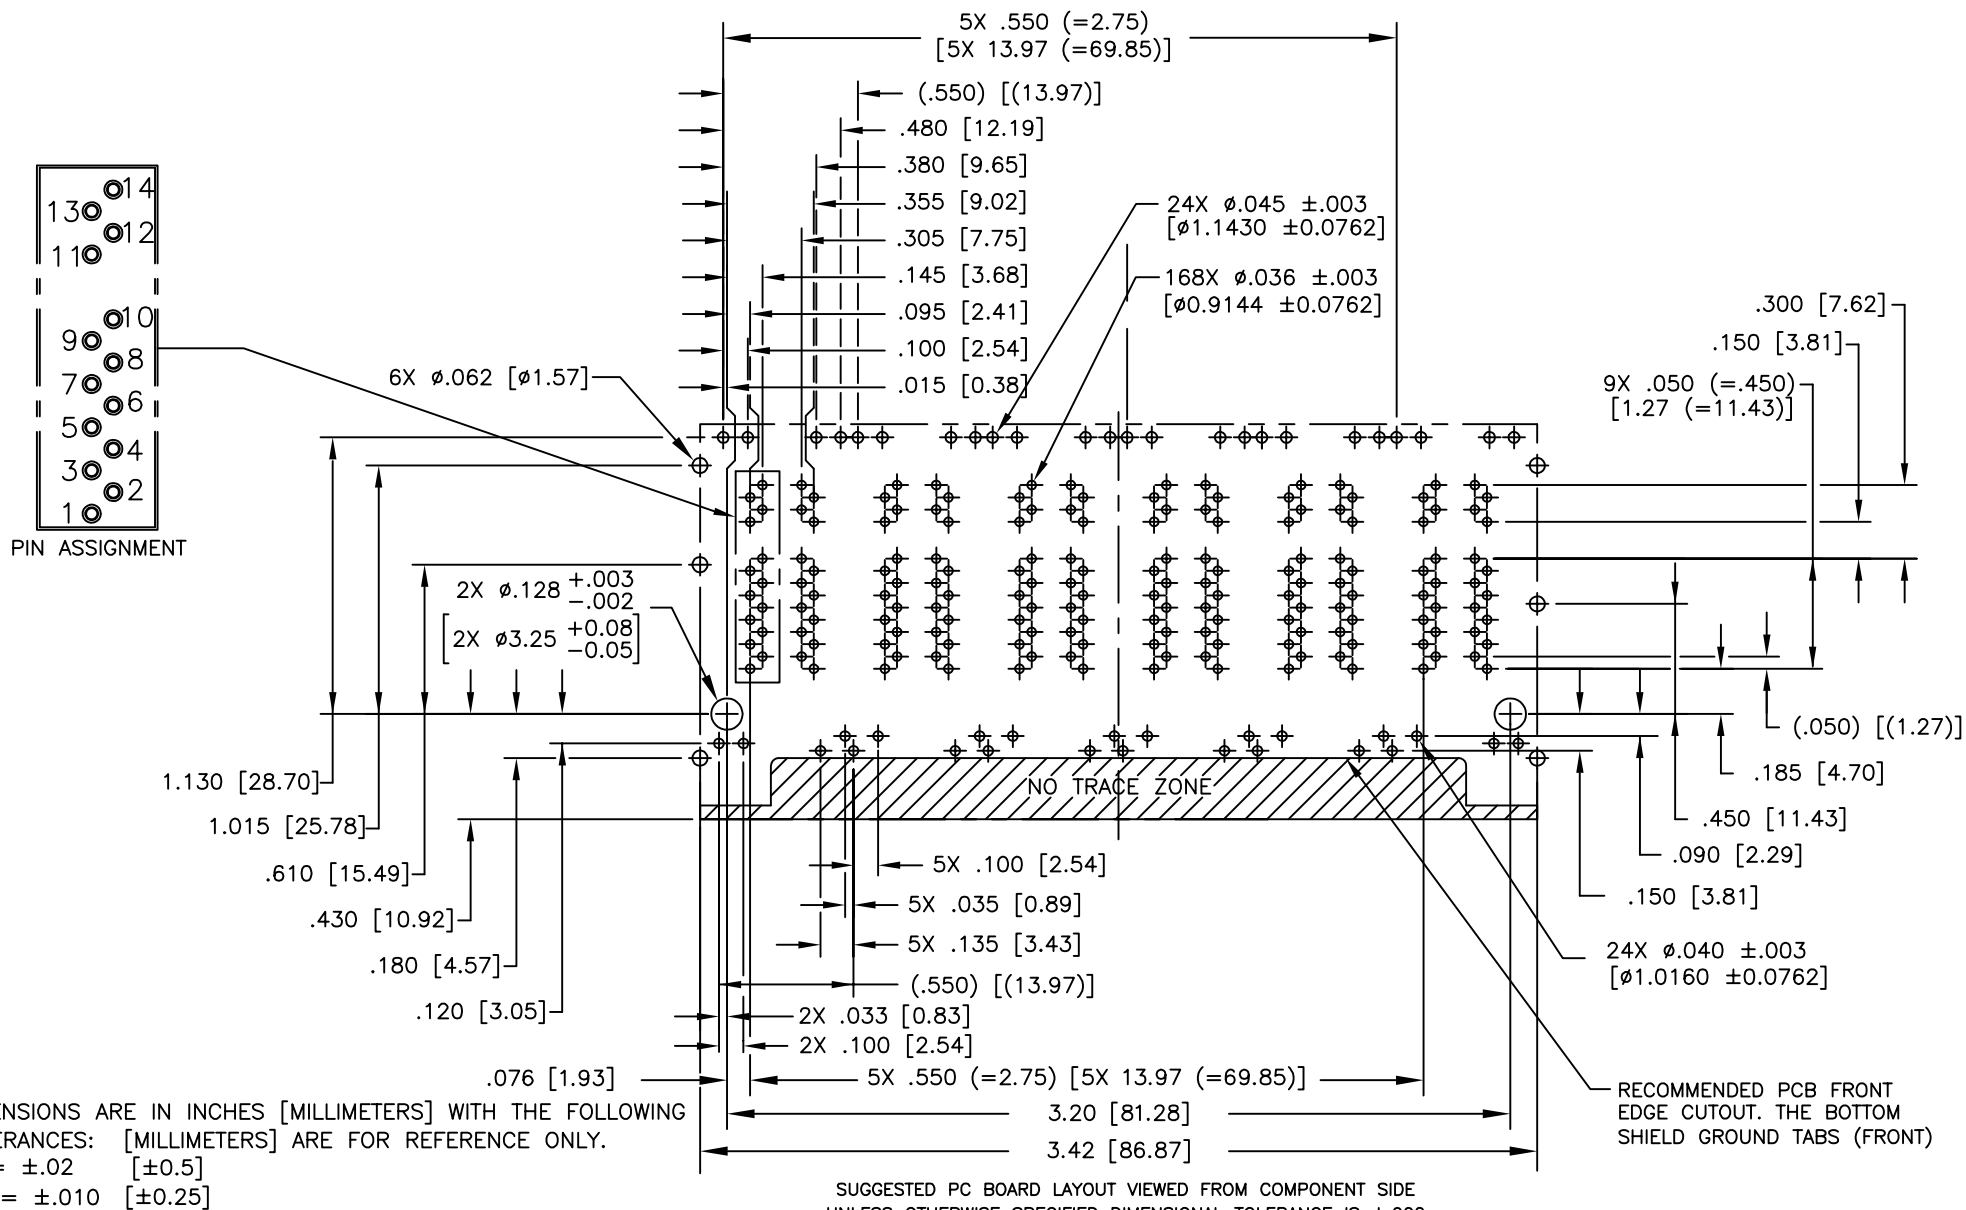 5X .550 (=2.75)
[5X 13.97 (=69.85)]
(.550) [(13.97)]
.480 [12.19]
.380 [9.65]
.355 [9.02]
.305 [7.75]
.145 [3.68]
.095 [2.41]
.100 [2.54]
.015 [0.38]
24X ø.045 ±.003
[ø1.1430 ±0.0762]
168X ø.036 ±.003
[ø0.9144 ±0.0762]
.300 [7.62]
.150 [3.81]
9X .050 (=.450)
[1.27 (=11.43)]
14
13
12
11
10
9
8
7
6
5
4
3
2
1
PIN ASSIGNMENT
6X ø.062 [ø1.57]
2X ø.128 +.003
-.002
[2X ø3.25 +0.08
-0.05]
1.130 [28.70]
1.015 [25.78]
.610 [15.49]
.430 [10.92]
.180 [4.57]
.120 [3.05]
NO TRACE ZONE
(.050) [(1.27)]
.185 [4.70]
.450 [11.43]
.090 [2.29]
.150 [3.81]
5X .100 [2.54]
5X .035 [0.89]
5X .135 [3.43]
(.550) [(13.97)]
2X .033 [0.83]
2X .100 [2.54]
24X ø.040 ±.003
[ø1.0160 ±0.0762]
.076 [1.93]
5X .550 (=2.75) [5X 13.97 (=69.85)]
3.20 [81.28]
3.42 [86.87]
RECOMMENDED PCB FRONT
EDGE CUTOUT. THE BOTTOM
SHIELD GROUND TABS (FRONT)
ENSIONS ARE IN INCHES [MILLIMETERS] WITH THE FOLLOWING
ERANCES: [MILLIMETERS] ARE FOR REFERENCE ONLY.
= ±.02 [±0.5]
= ±.010 [±0.25]
SUGGESTED PC BOARD LAYOUT VIEWED FROM COMPONENT SIDE
UNLESS OTHERWISE SPECIFIED DIMENSIONAL TOLERANCE IS